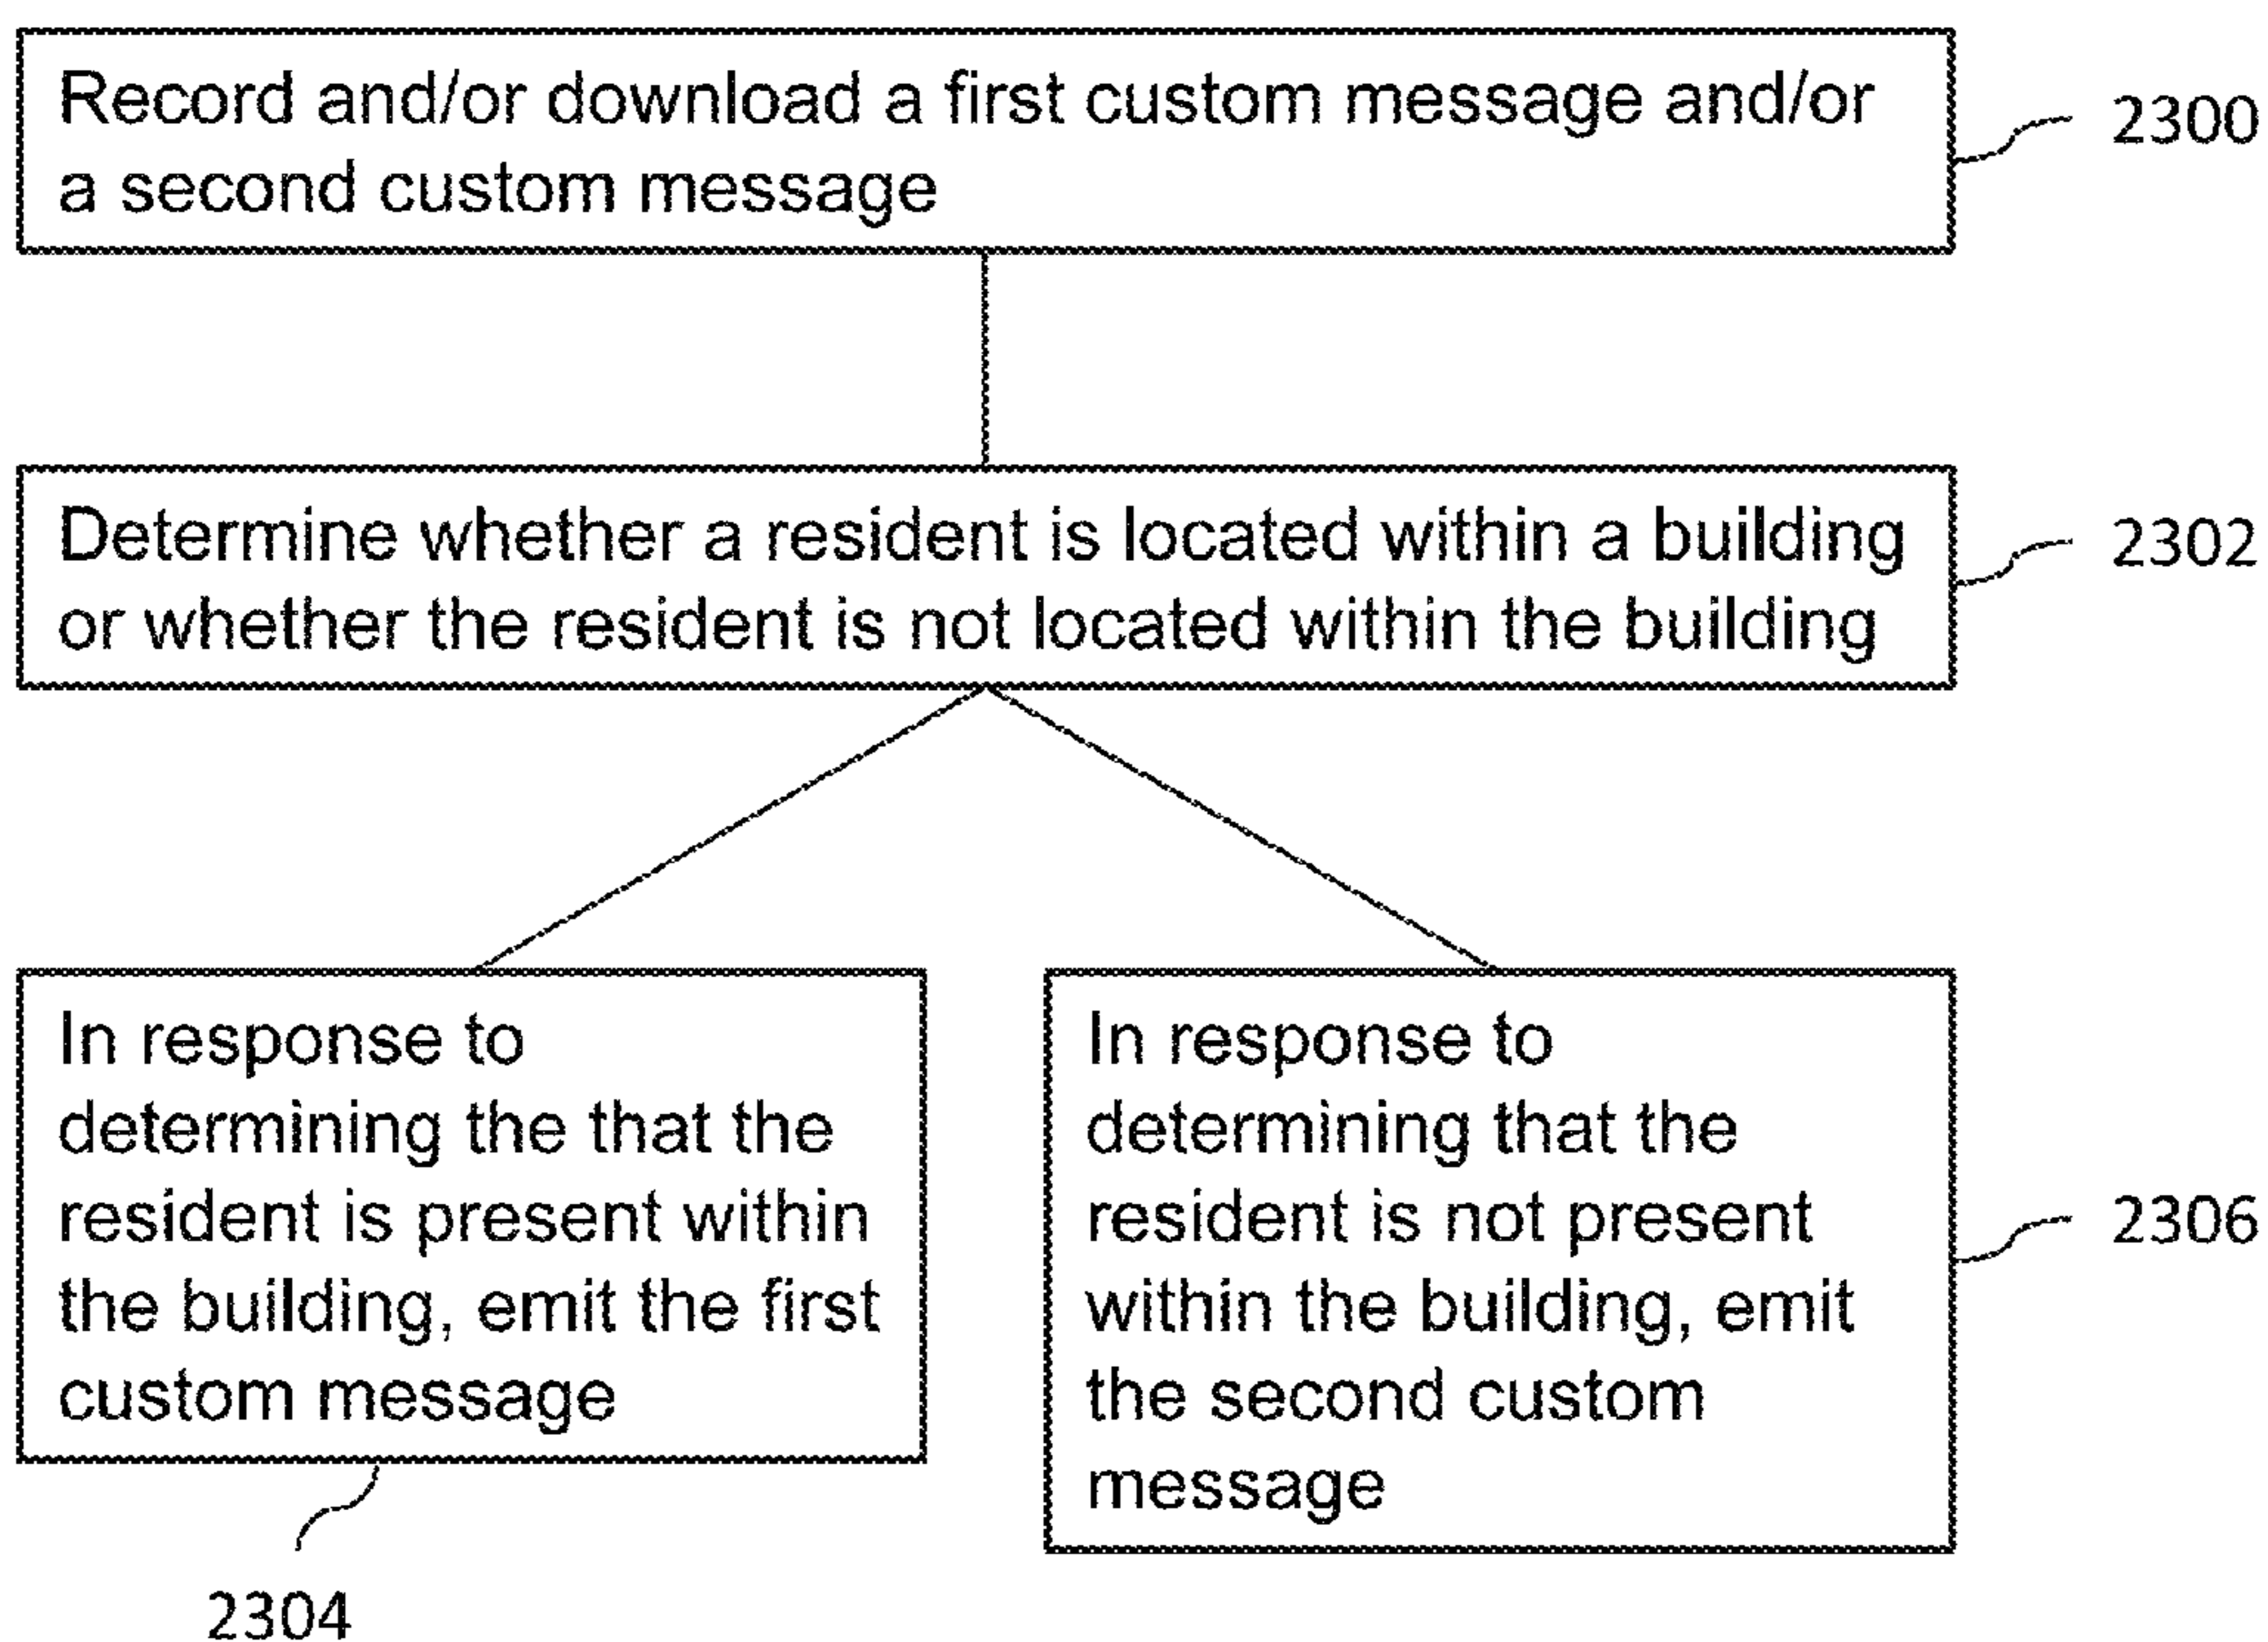 Record and/or download a first custom message and/or
a second custom message
2300
Determine whether a resident is located within a building
or whether the resident is not located within the building
2302
In response to
determining the that the
resident is present within
the building, emit the first
custom message
2304
In response to
determining that the
resident is not present
within the building, emit
the second custom
message
2306